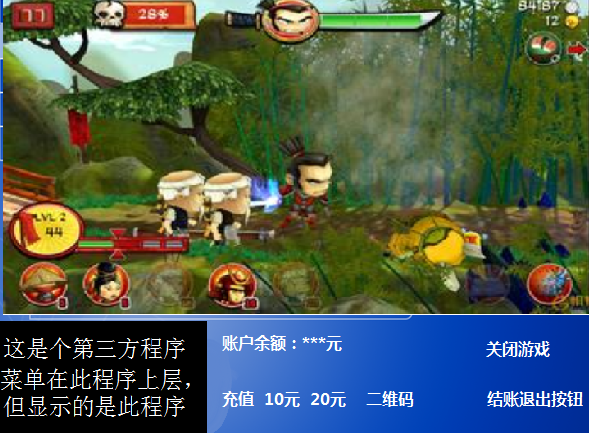 28%
84187
12
LVL 2
44
这是个第三方程序
菜单在此程序上层，
但显示的是此程序
账户余额：***元
充值 10元 20元 二维码
关闭游戏
结账退出按钮